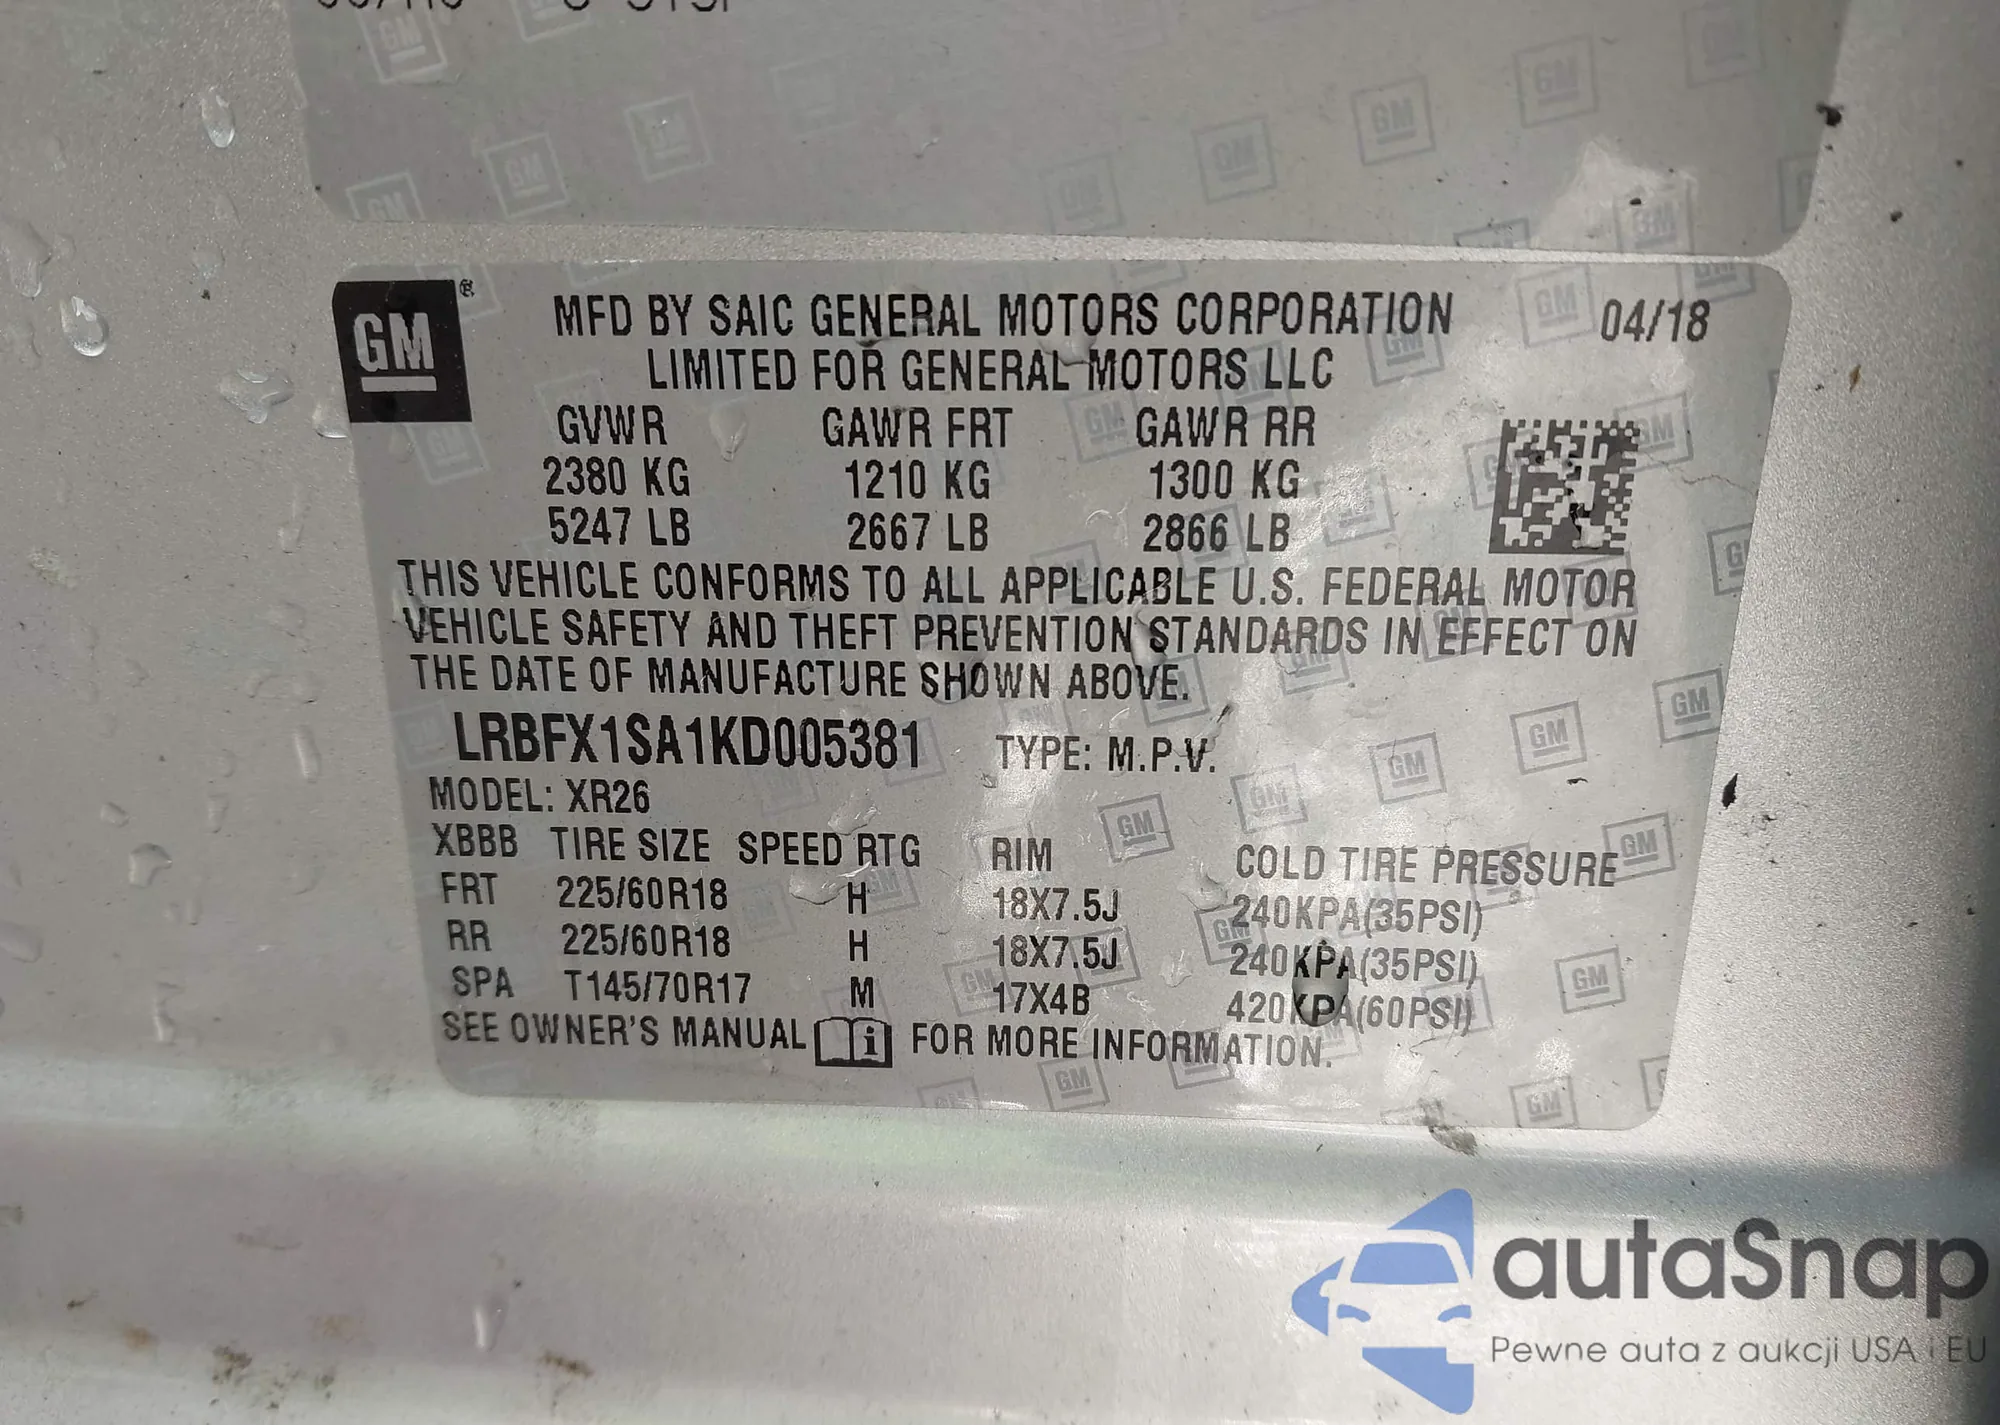 GM ®
MFD BY SAIC GENERAL MOTORS CORPORATION 04/18
LIMITED FOR GENERAL MOTORS LLC
GVWR GAWR FRT GAWR RR
2380 KG 1210 KG 1300 KG
5247 LB 2667 LB 2866 LB
THIS VEHICLE CONFORMS TO ALL APPLICABLE U.S. FEDERAL MOTOR
VEHICLE SAFETY AND THEFT PREVENTION STANDARDS IN EFFECT ON
THE DATE OF MANUFACTURE SHOWN ABOVE.
LRBFX1SA1KD005381 TYPE: M.P.V.
MODEL: XR26
XBBB TIRE SIZE SPEED RTG RIM COLD TIRE PRESSURE
FRT 225/60R18 H 18X7.5J 240KPA(35PSI)
RR 225/60R18 H 18X7.5J 240KPA(35PSI)
SPA T145/70R17 M 17X4B 420KPA(60PSI)
SEE OWNER'S MANUAL i FOR MORE INFORMATION.
autaSnap
Pewne auta z aukcji USA i EU